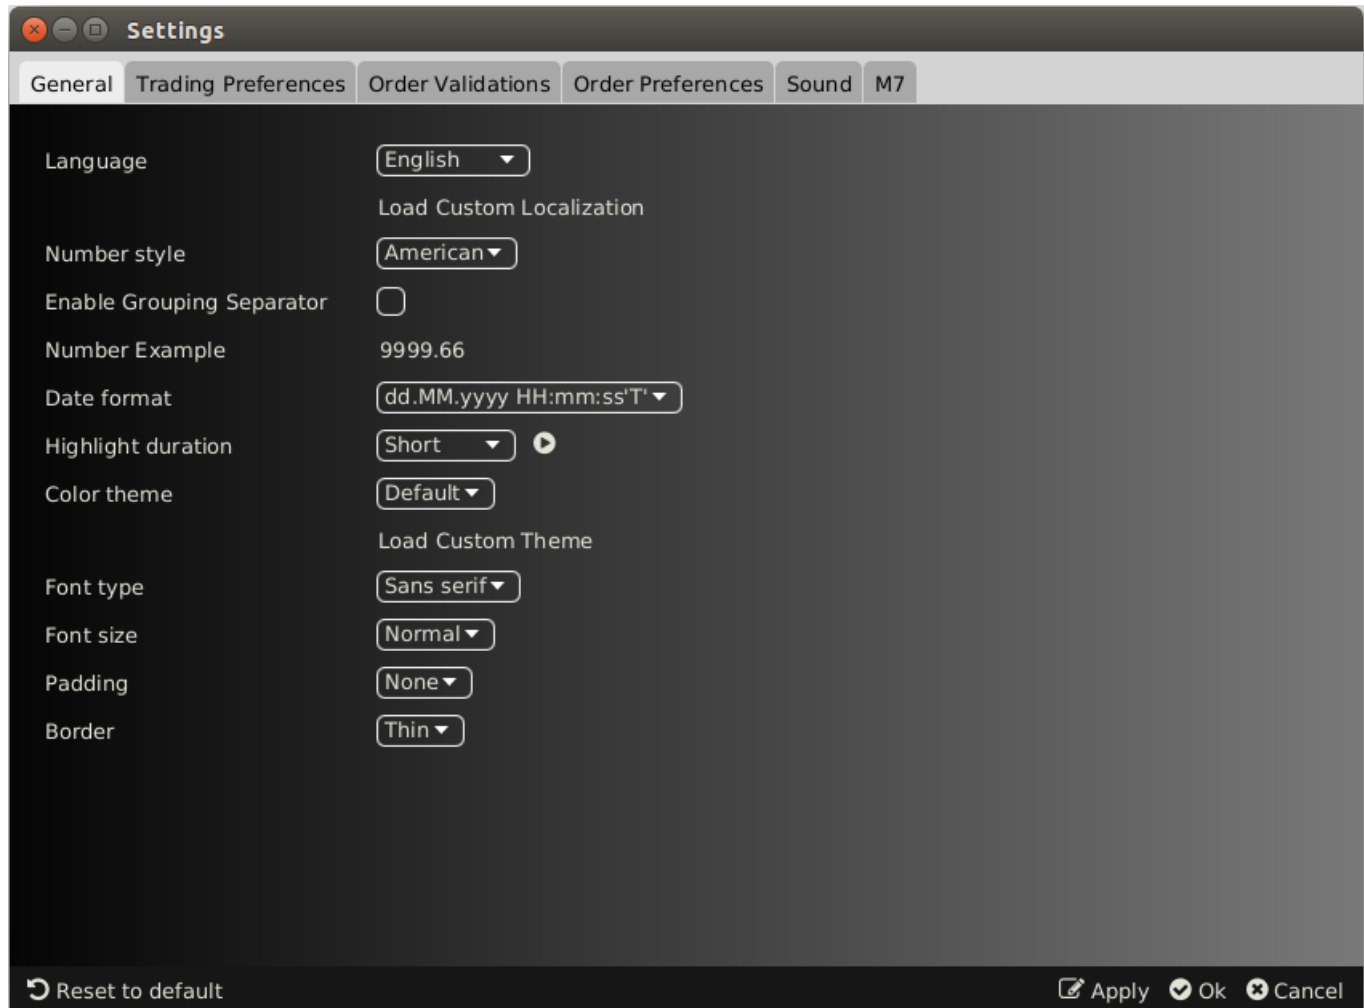 Settings
General Trading Preferences Order Validations Order Preferences Sound M7
Language English
Load Custom Localization
Number style American
Enable Grouping Separator
Number Example 9999.66
Date format dd.MM.yyyy HH:mm:ss'T'
Highlight duration Short
Color theme Default
Load Custom Theme
Font type Sans serif
Font size Normal
Padding None
Border Thin
Reset to default Apply Ok Cancel